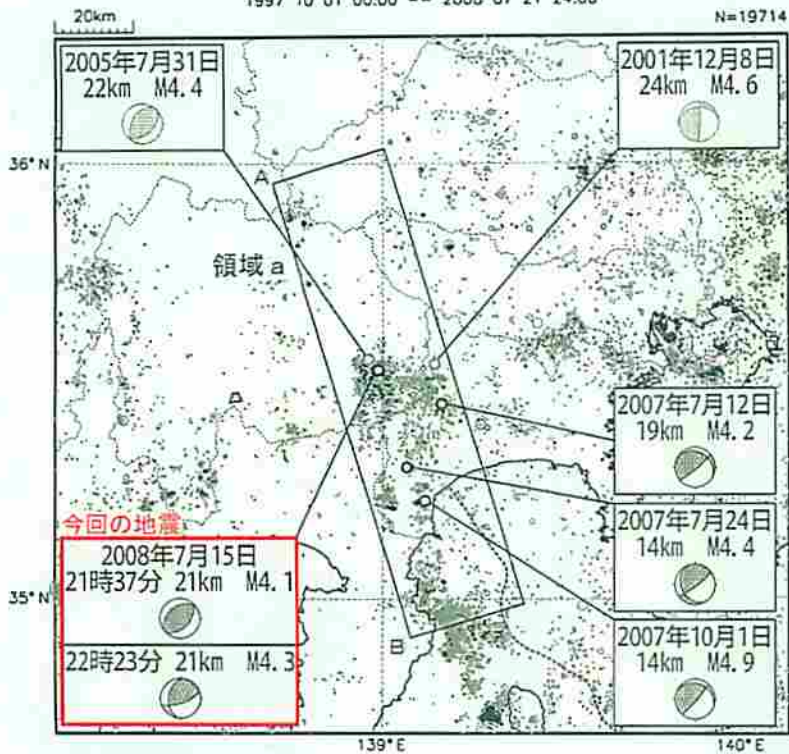 20km
N=19714
2005年7月31日
22km M4.4
2001年12月8日
24km M4.6
36°N
A
領域a
2007年7月12日
19km M4.2
今回の地震
2008年7月15日
21時37分 21km M4.1
22時23分 21km M4.3
2007年7月24日
14km M4.4
35°N
B
2007年10月1日
14km M4.9
139°E
140°E